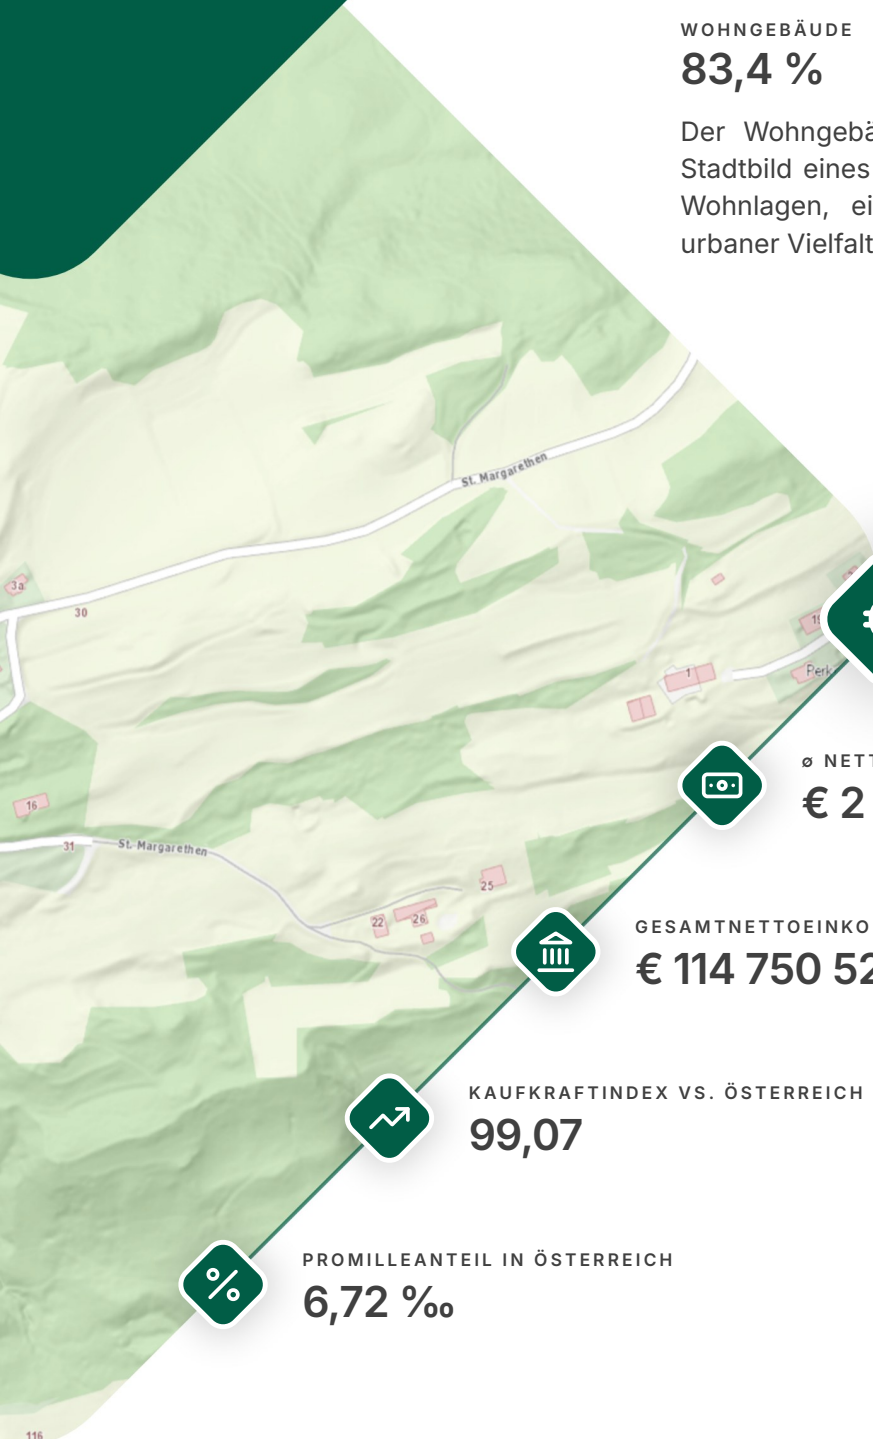 WOHNGEBÄUDE
83,4 %
Der Wohngebä
Stadtbild eines
Wohnlagen, ei
urbaner Vielfalt
St. Margarethen
3a
30
19
1
Perk
ø NETT
€ 2
16
31
St. Margarethen
25
22
26
GESAMTNETTOEINKO
€ 114 750 52
KAUFKRAFTINDEX VS. ÖSTERREICH
99,07
PROMILLEANTEIL IN ÖSTERREICH
6,72 ‰
116